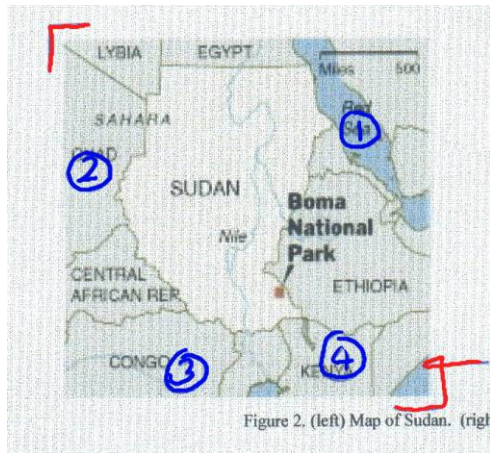 LYBIA EGYPT
Miles 500
SAHARA
Red
Sea
1
CHAD
2
SUDAN
Boma
National
Park
Nile
CENTRAL
AFRICAN REP.
ETHIOPIA
CONGO
3
4
KENYA
Figure 2. (left) Map of Sudan. (righ